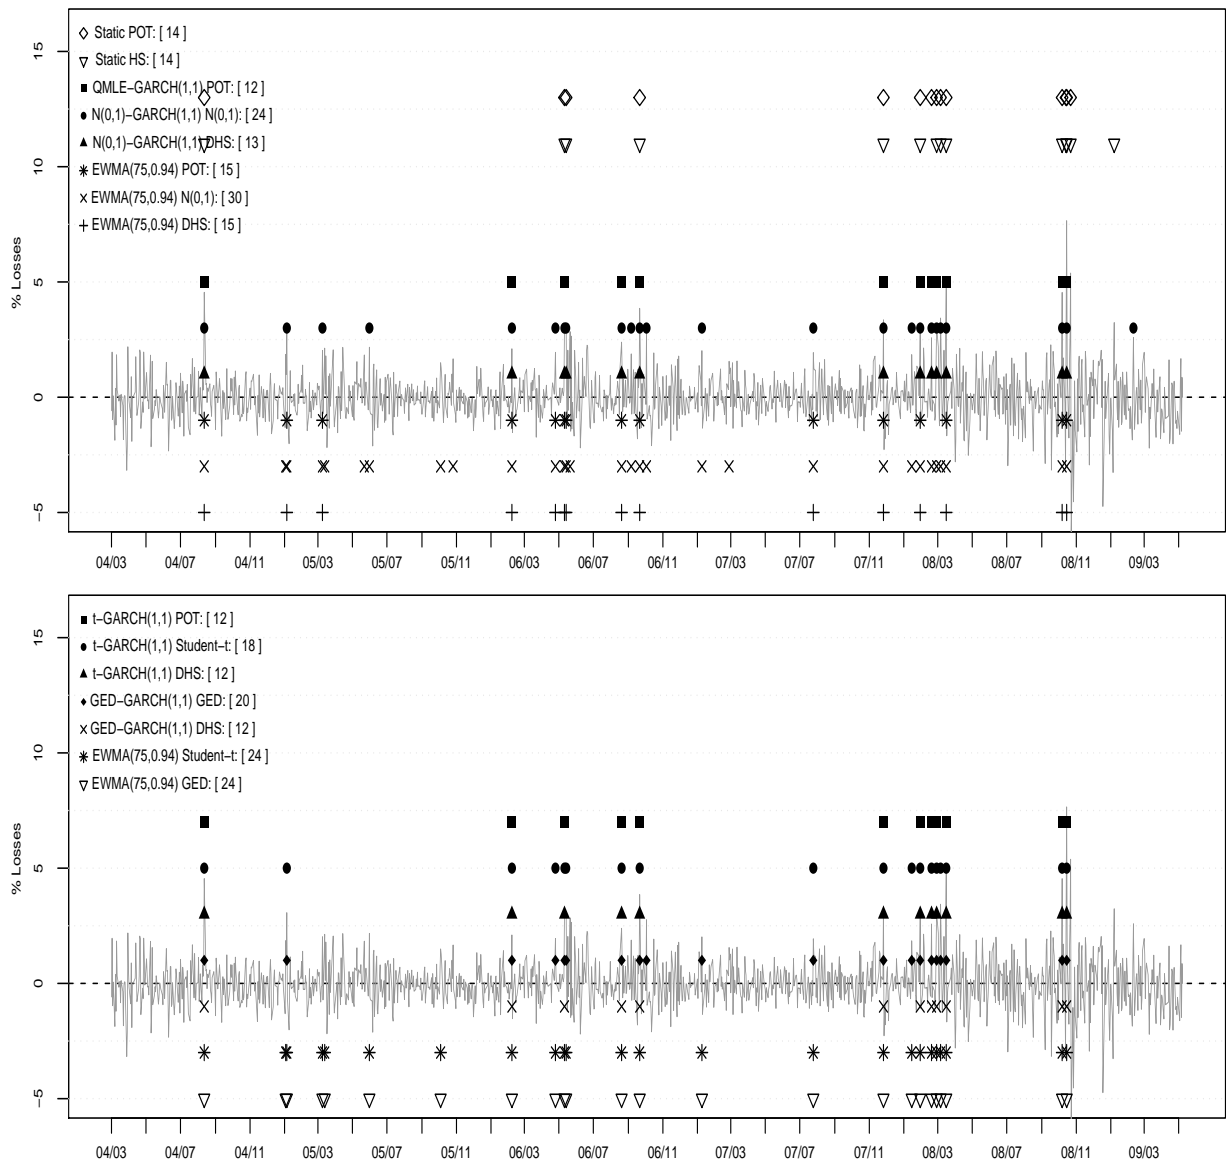 Static POT: [ 14 ]
Static HS: [ 14 ]
QMLE−GARCH(1,1) POT: [ 12 ]
N(0,1)−GARCH(1,1) N(0,1): [ 24 ]
N(0,1)−GARCH(1,1) DHS: [ 13 ]
EWMA(75,0.94) POT: [ 15 ]
EWMA(75,0.94) N(0,1): [ 30 ]
EWMA(75,0.94) DHS: [ 15 ]
% Losses
15
10
5
0
−5
04/03 04/07 04/11 05/03 05/07 05/11 06/03 06/07 06/11 07/03 07/07 07/11 08/03 08/07 08/11 09/03
t−GARCH(1,1) POT: [ 12 ]
t−GARCH(1,1) Student−t: [ 18 ]
t−GARCH(1,1) DHS: [ 12 ]
GED−GARCH(1,1) GED: [ 20 ]
GED−GARCH(1,1) DHS: [ 12 ]
EWMA(75,0.94) Student−t: [ 24 ]
EWMA(75,0.94) GED: [ 24 ]
% Losses
15
10
5
0
−5
04/03 04/07 04/11 05/03 05/07 05/11 06/03 06/07 06/11 07/03 07/07 07/11 08/03 08/07 08/11 09/03